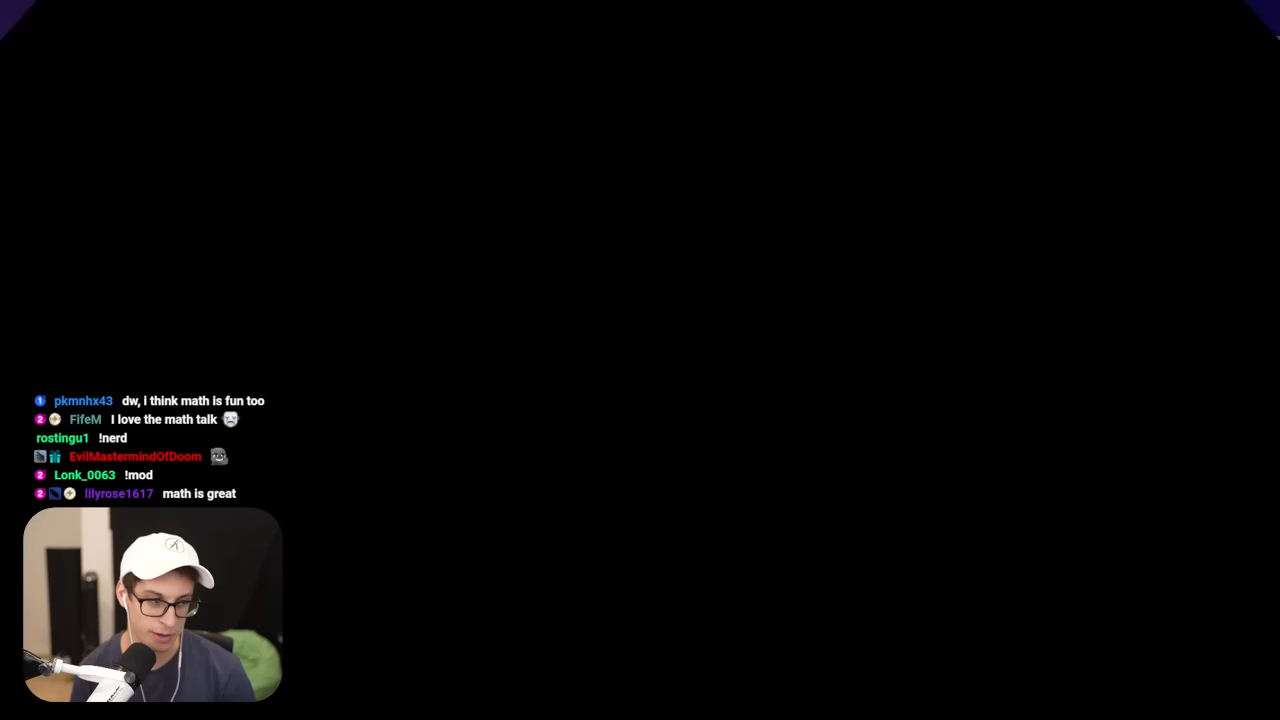 pkmnhx43 dw, i think math is fun too
FifeM I love the math talk
rostingu1 !nerd
EvilMastermindOfDoom
Lonk_0063 !mod
lilyrose1617 math is great